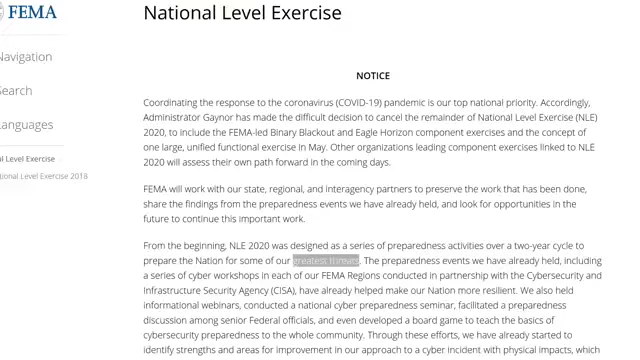 FEMA
National Level Exercise
Navigation
Search
Languages
al Level Exercise
tional Level Exercise 2018
NOTICE
Coordinating the response to the coronavirus (COVID-19) pandemic is our top national priority. Accordingly,
Administrator Gaynor has made the difficult decision to cancel the remainder of National Level Exercise (NLE)
2020, to include the FEMA-led Binary Blackout and Eagle Horizon component exercises and the concept of
one large, unified functional exercise in May. Other organizations leading component exercises linked to NLE
2020 will assess their own path forward in the coming days.
FEMA will work with our state, regional, and interagency partners to preserve the work that has been done,
share the findings from the preparedness events we have already held, and look for opportunities in the
future to continue this important work.
From the beginning, NLE 2020 was designed as a series of preparedness activities over a two-year cycle to
prepare the Nation for some of our greatest threats. The preparedness events we have already held, including
a series of cyber workshops in each of our FEMA Regions conducted in partnership with the Cybersecurity and
Infrastructure Security Agency (CISA), have already helped make our Nation more resilient. We also held
informational webinars, conducted a national cyber preparedness seminar, facilitated a preparedness
discussion among senior Federal officials, and even developed a board game to teach the basics of
cybersecurity preparedness to the whole community. Through these efforts, we have already started to
identify strengths and areas for improvement in our approach to a cyber incident with physical impacts, which